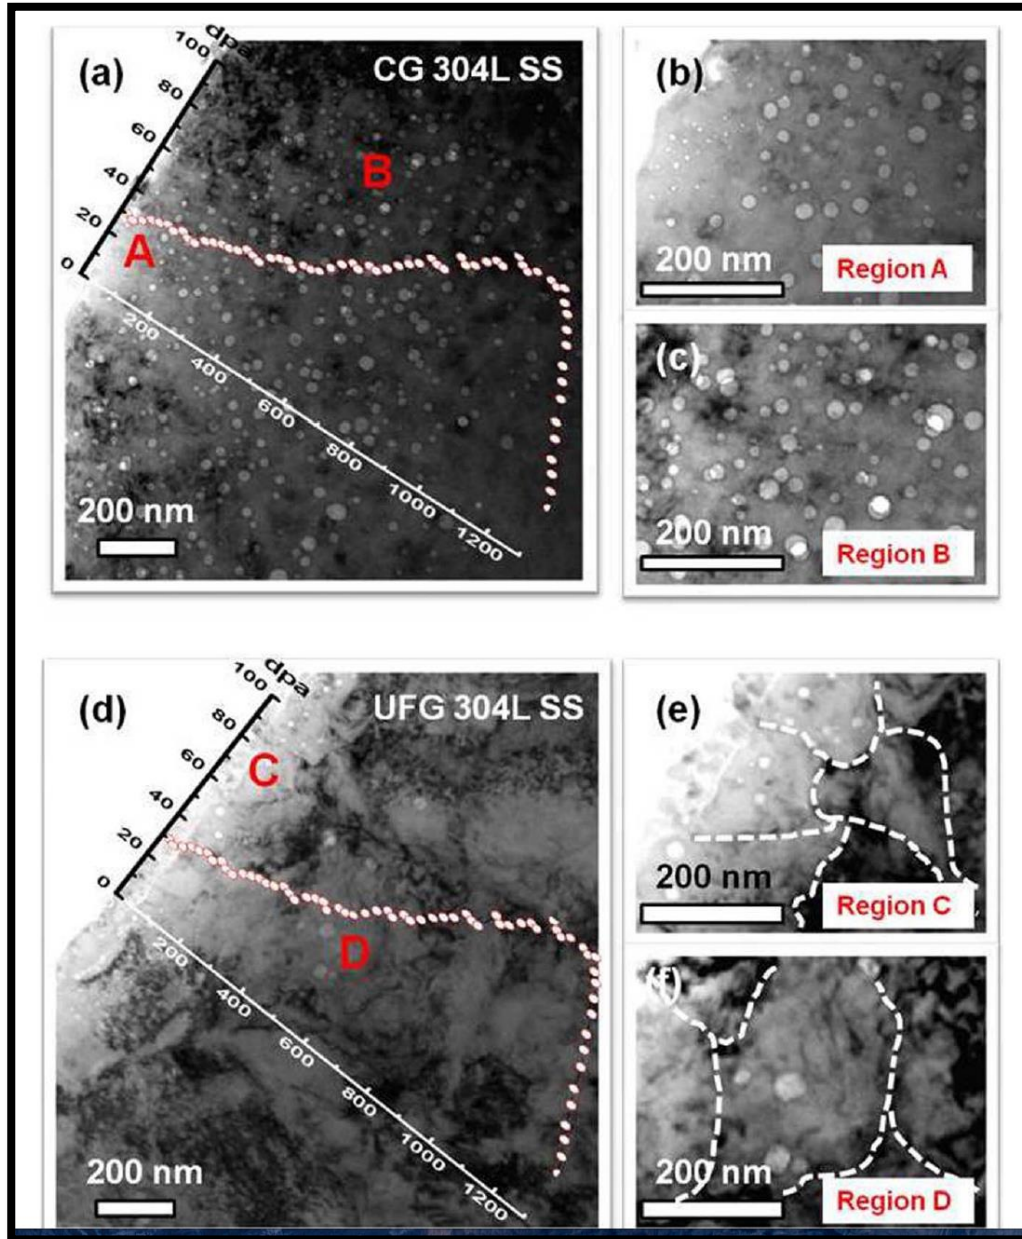 (a)
CG 304L SS
dpa
100
80
60
40
20
0
A
B
200
400
600
800
1000
1200
200 nm
(b)
200 nm
Region A
(c)
200 nm
Region B
(d)
UFG 304L SS
dpa
100
80
60
40
20
0
C
D
200
400
600
800
1000
1200
200 nm
(e)
200 nm
Region C
(f)
200 nm
Region D